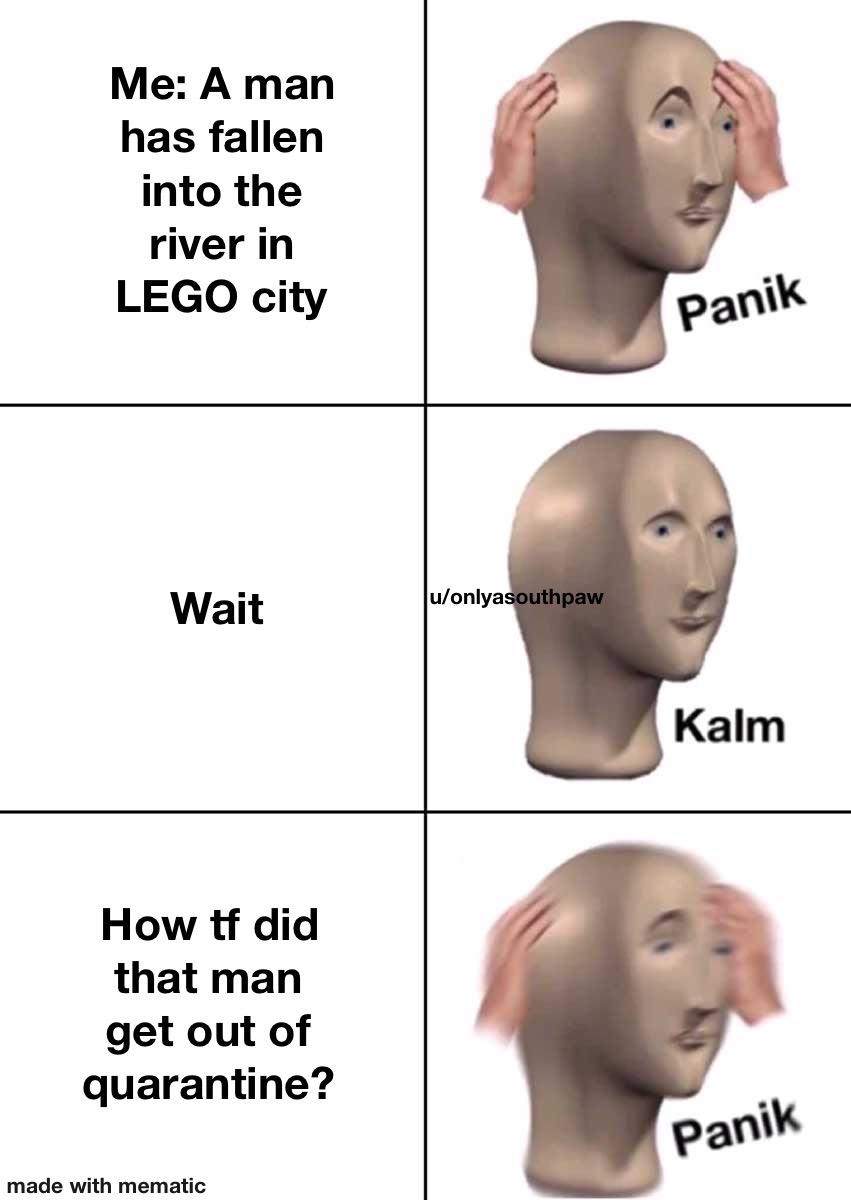 Me: A man
has fallen
into the
river in
LEGO city
Panik
Wait
u/onlyasouthpaw
Kalm
How tf did
that man
get out of
quarantine?
Panik
made with mematic